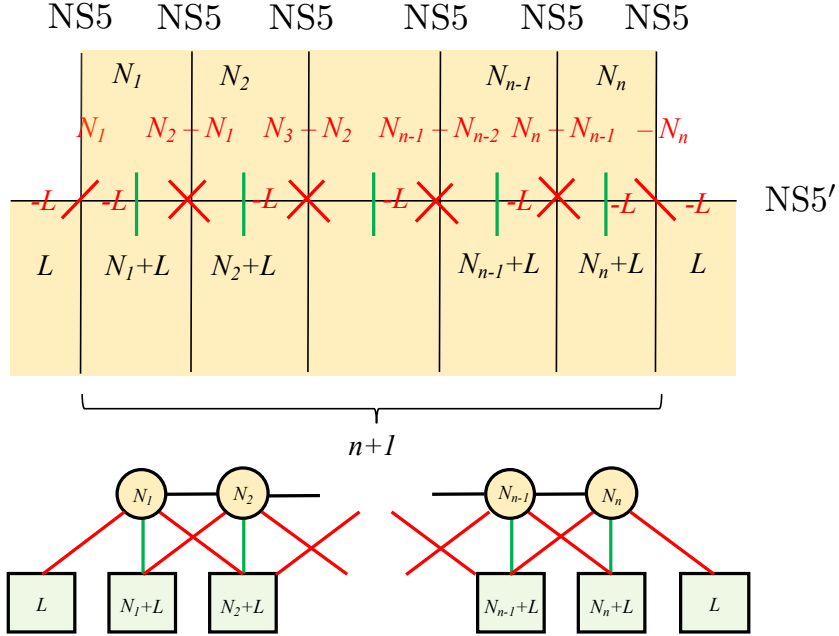 NS5 NS5 NS5 NS5 NS5 NS5
N₁ N₂ Nₙ₋₁ Nₙ
N₁ N₂ − N₁ N₃ − N₂ Nₙ₋₁ − Nₙ₋₂ Nₙ − Nₙ₋₁ −Nₙ
-L -L -L -L -L -L -L NS5′
L N₁+L N₂+L Nₙ₋₁+L Nₙ+L L
n+1
N₁ N₂ Nₙ₋₁ Nₙ
L N₁+L N₂+L Nₙ₋₁+L Nₙ+L L